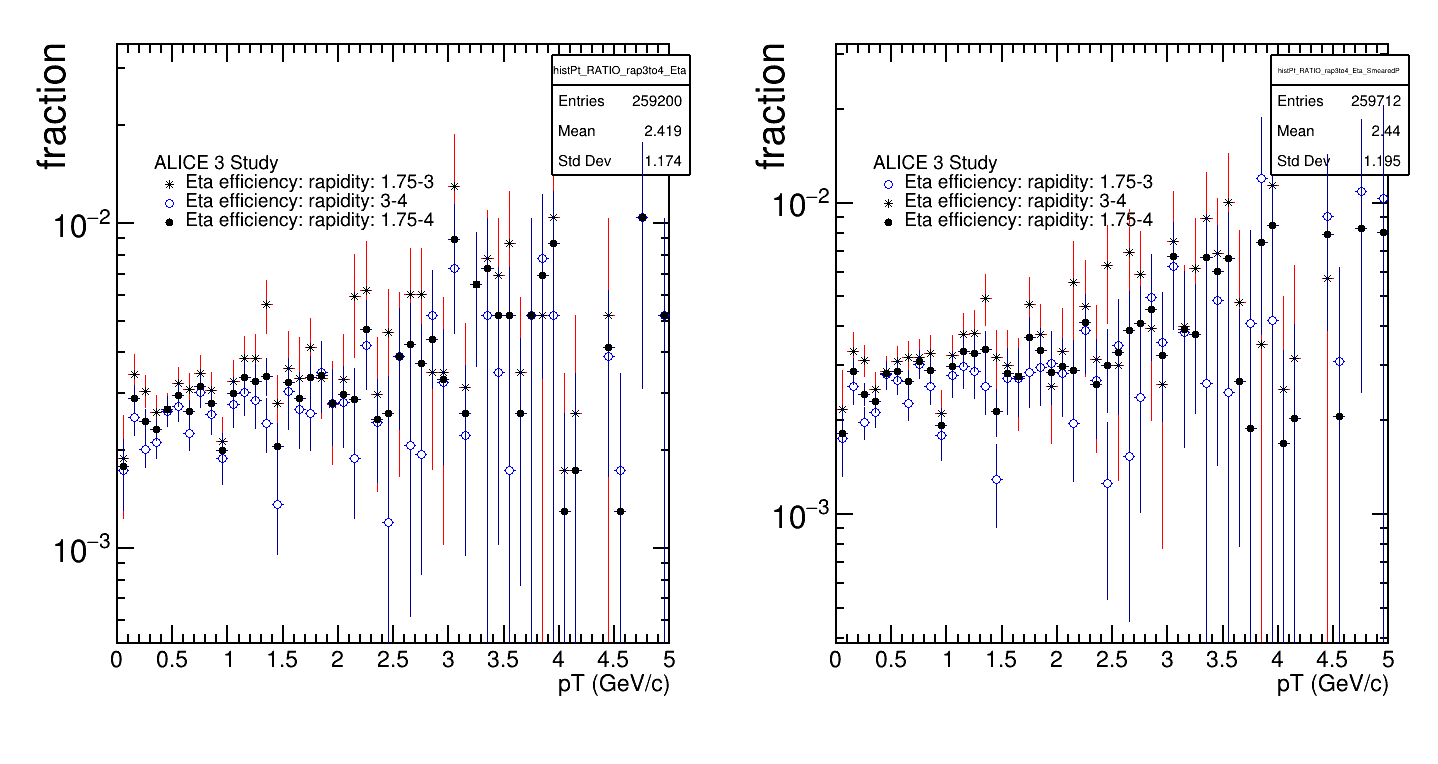 fraction
histPt_RATIO_rap3to4_Eta
Entries 259200
Mean 2.419
Std Dev 1.174
ALICE 3 Study
Eta efficiency: rapidity: 1.75-3
Eta efficiency: rapidity: 3-4
Eta efficiency: rapidity: 1.75-4
10−2
10−3
0 0.5 1 1.5 2 2.5 3 3.5 4 4.5 5
pT (GeV/c)
fraction
histPt_RATIO_rap3to4_Eta_SmearedP
Entries 259712
Mean 2.44
Std Dev 1.195
ALICE 3 Study
Eta efficiency: rapidity: 1.75-3
Eta efficiency: rapidity: 3-4
Eta efficiency: rapidity: 1.75-4
10−2
10−3
0 0.5 1 1.5 2 2.5 3 3.5 4 4.5 5
pT (GeV/c)